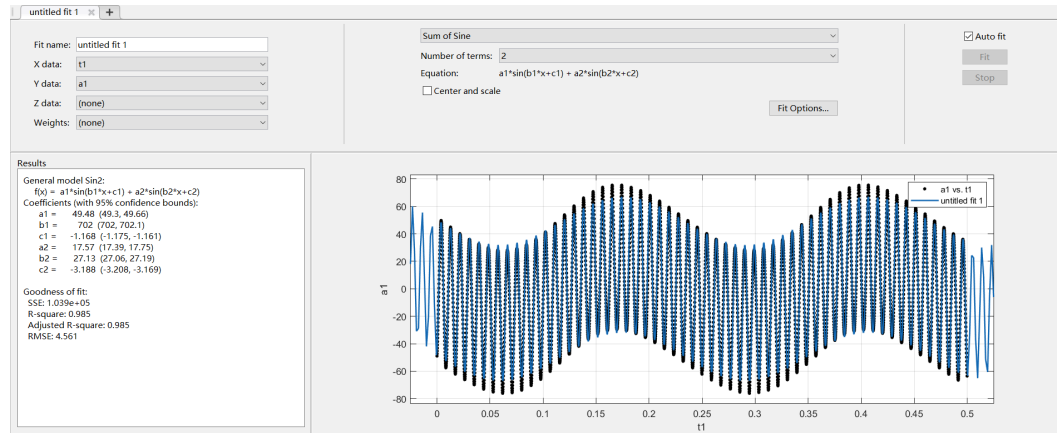 untitled fit 1
Fit name: untitled fit 1
X data: t1
Y data: a1
Z data: (none)
Weights: (none)
Sum of Sine
Number of terms: 2
Equation: a1*sin(b1*x+c1) + a2*sin(b2*x+c2)
Center and scale
Fit Options...
Auto fit
Fit
Stop
Results
General model Sin2:
f(x) = a1*sin(b1*x+c1) + a2*sin(b2*x+c2)
Coefficients (with 95% confidence bounds):
a1 = 49.48 (49.3, 49.66)
b1 = 702 (702, 702.1)
c1 = -1.168 (-1.175, -1.161)
a2 = 17.57 (17.39, 17.75)
b2 = 27.13 (27.06, 27.19)
c2 = -3.188 (-3.208, -3.169)
Goodness of fit:
SSE: 1.039e+05
R-square: 0.985
Adjusted R-square: 0.985
RMSE: 4.561
80
60
40
20
0
-20
-40
-60
-80
a1
a1 vs. t1
untitled fit 1
0 0.05 0.1 0.15 0.2 0.25 0.3 0.35 0.4 0.45 0.5
t1